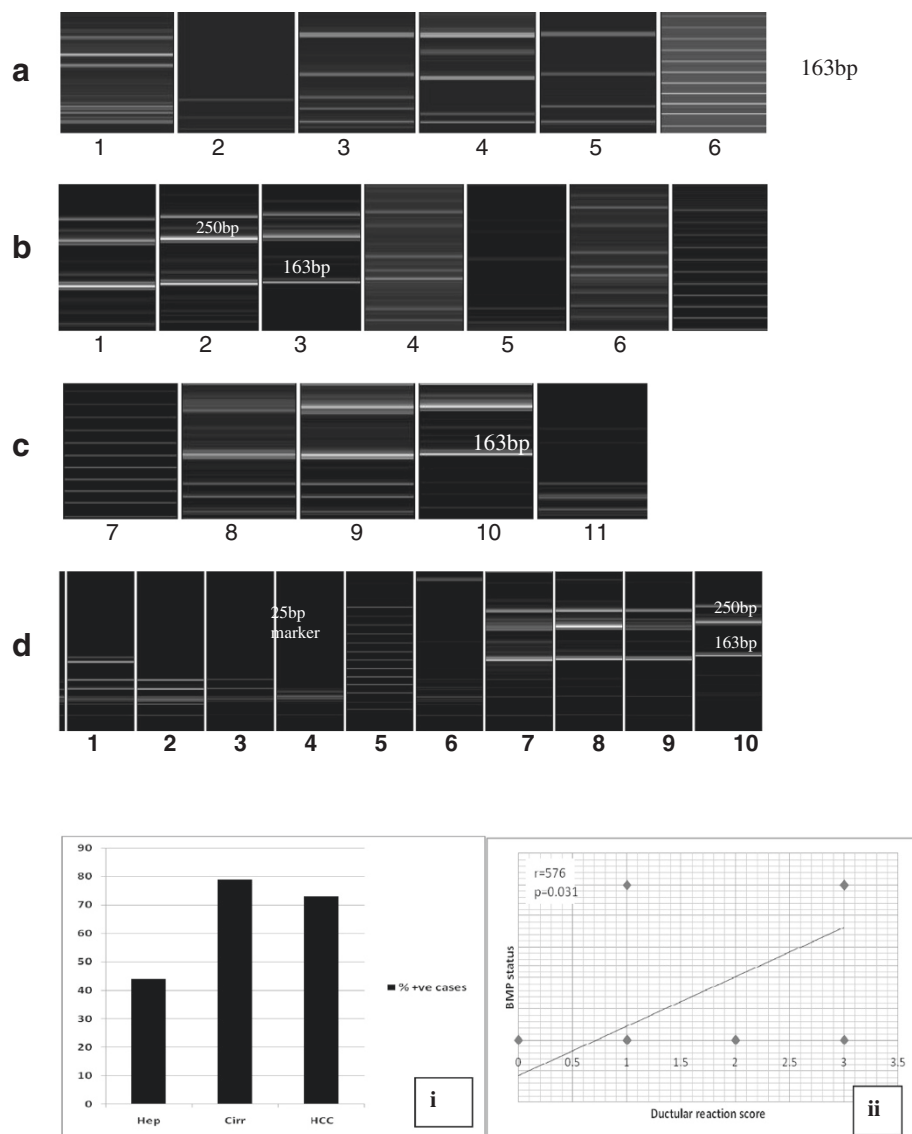 a
163bp
1 2 3 4 5 6
b
250bp
163bp
1 2 3 4 5 6
c
163bp
7 8 9 10 11
d
25bp
marker
250bp
163bp
1 2 3 4 5 6 7 8 9 10
90
80
70
60
50
40
30
20
10
0
Hep Cirr HCC
% +ve cases
i
r=576
p=0.031
BMP status
0 0.5 1 1.5 2 2.5 3 3.5
Ductular reaction score
ii